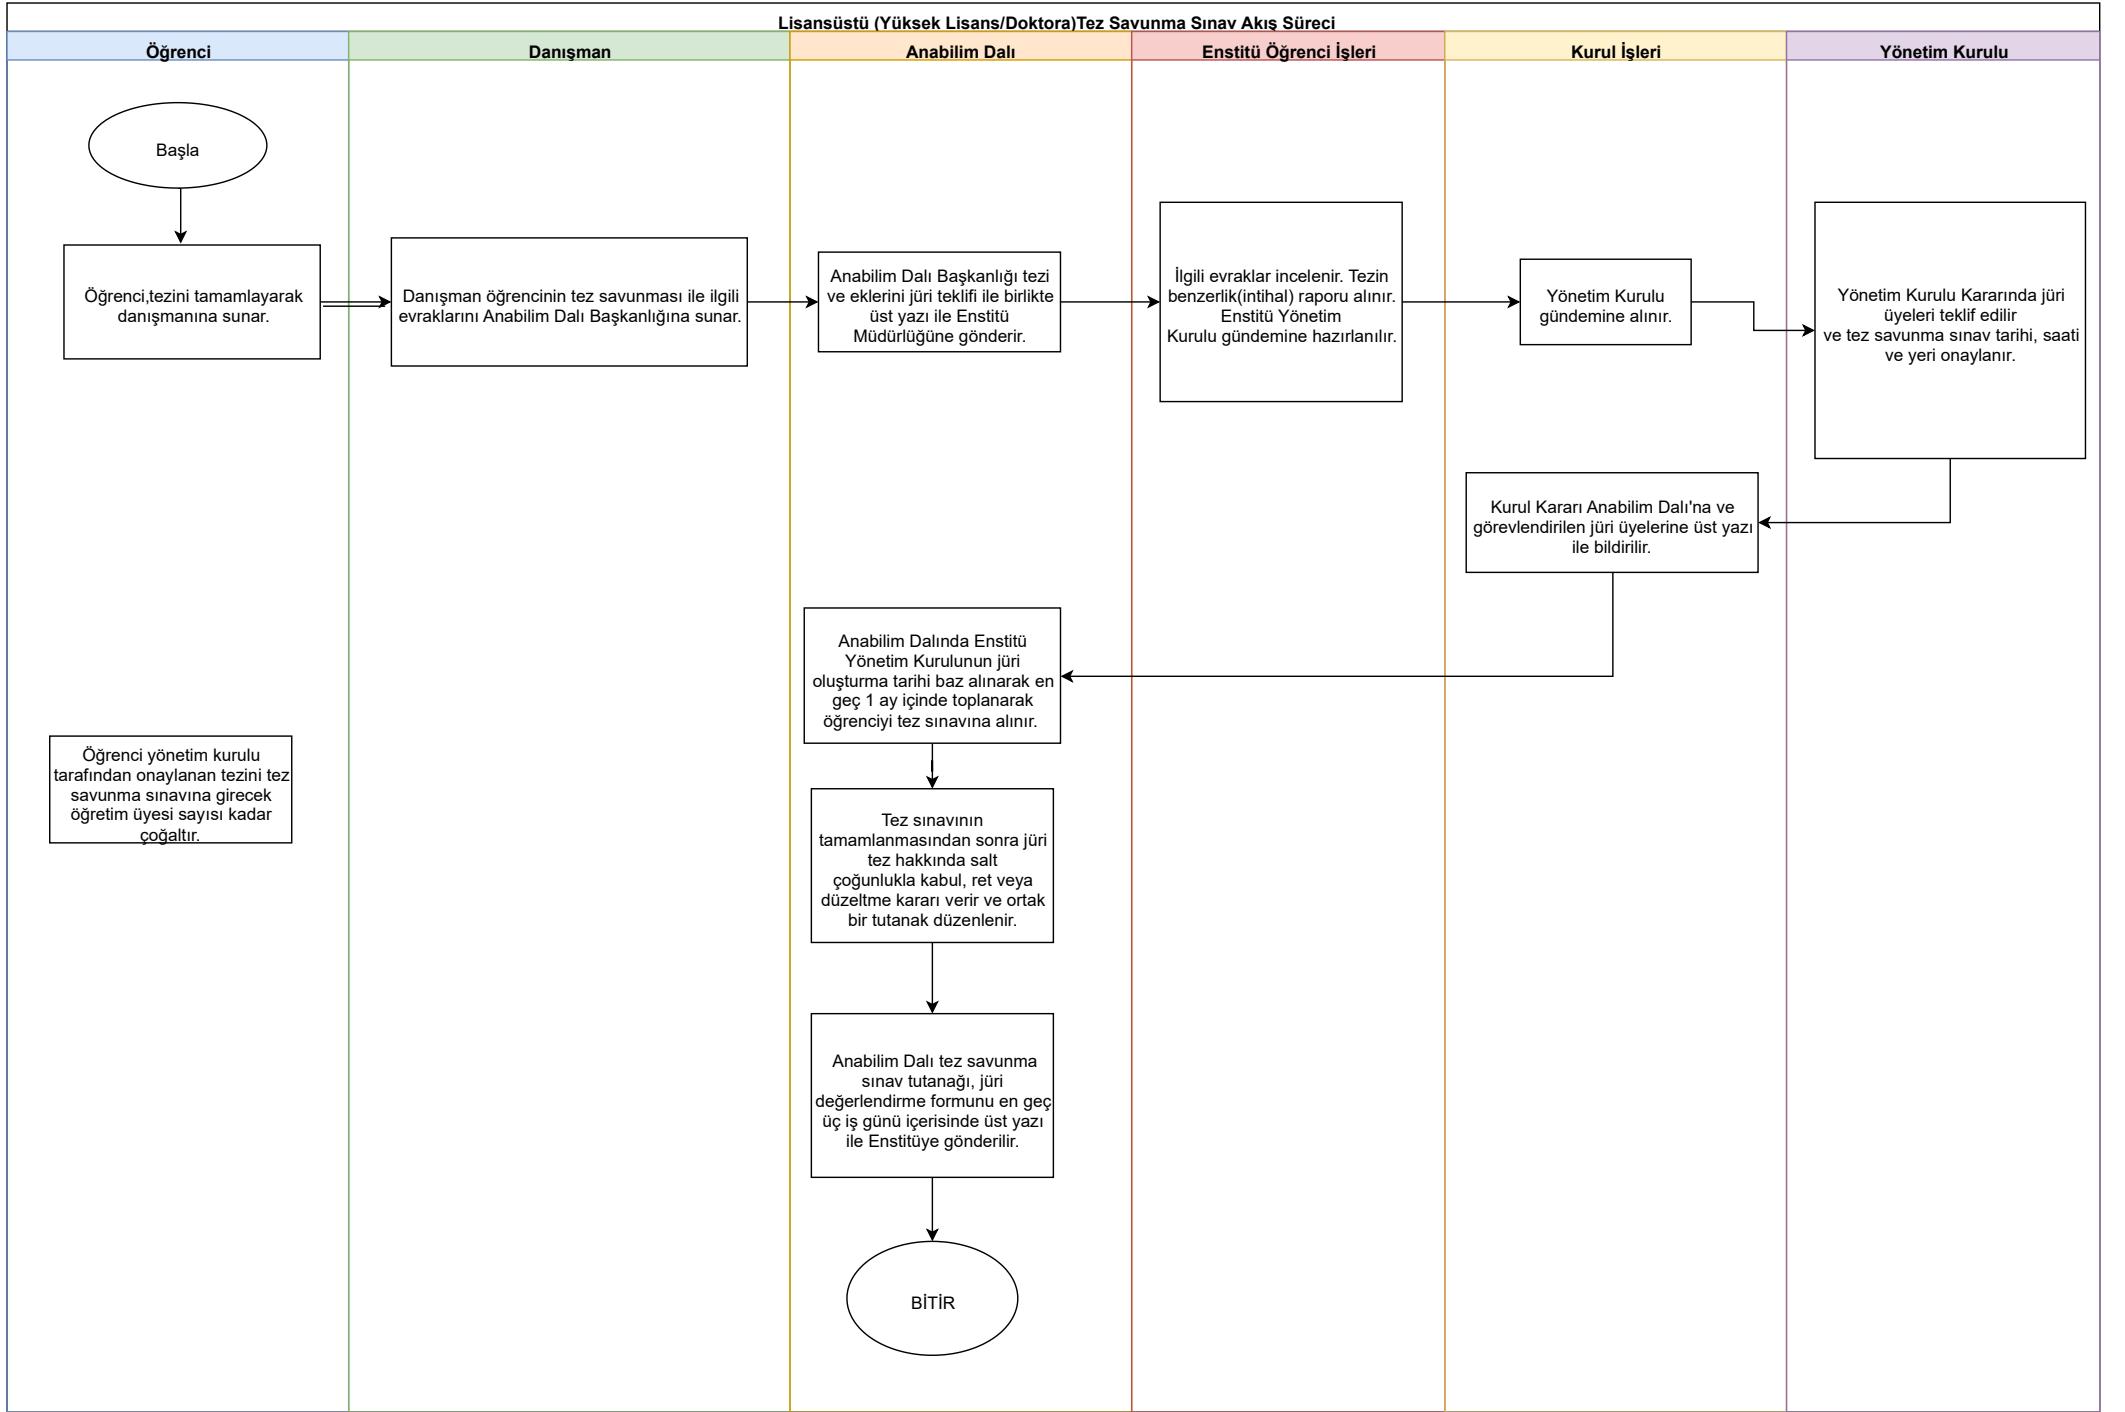 Lisansüstü (Yüksek Lisans/Doktora)Tez Savunma Sınav Akış Süreci
Öğrenci
Danışman
Anabilim Dalı
Enstitü Öğrenci İşleri
Kurul İşleri
Yönetim Kurulu
Başla
Öğrenci,tezini tamamlayarak
danışmanına sunar.
Danışman öğrencinin tez savunması ile ilgili
evraklarını Anabilim Dalı Başkanlığına sunar.
Anabilim Dalı Başkanlığı tezi
ve eklerini jüri teklifi ile birlikte
üst yazı ile Enstitü
Müdürlüğüne gönderir.
İlgili evraklar incelenir. Tezin
benzerlik(intihal) raporu alınır.
Enstitü Yönetim
Kurulu gündemine hazırlanılır.
Yönetim Kurulu
gündemine alınır.
Yönetim Kurulu Kararında jüri
üyeleri teklif edilir
ve tez savunma sınav tarihi, saati
ve yeri onaylanır.
Kurul Kararı Anabilim Dalı'na ve
görevlendirilen jüri üyelerine üst yazı
ile bildirilir.
Anabilim Dalında Enstitü
Yönetim Kurulunun jüri
oluşturma tarihi baz alınarak en
geç 1 ay içinde toplanarak
öğrenciyi tez sınavına alınır.
Öğrenci yönetim kurulu
tarafından onaylanan tezini tez
savunma sınavına girecek
öğretim üyesi sayısı kadar
çoğaltır.
Tez sınavının
tamamlanmasından sonra jüri
tez hakkında salt
çoğunlukla kabul, ret veya
düzeltme kararı verir ve ortak
bir tutanak düzenlenir.
Anabilim Dalı tez savunma
sınav tutanağı, jüri
değerlendirme formunu en geç
üç iş günü içerisinde üst yazı
ile Enstitüye gönderilir.
BİTİR